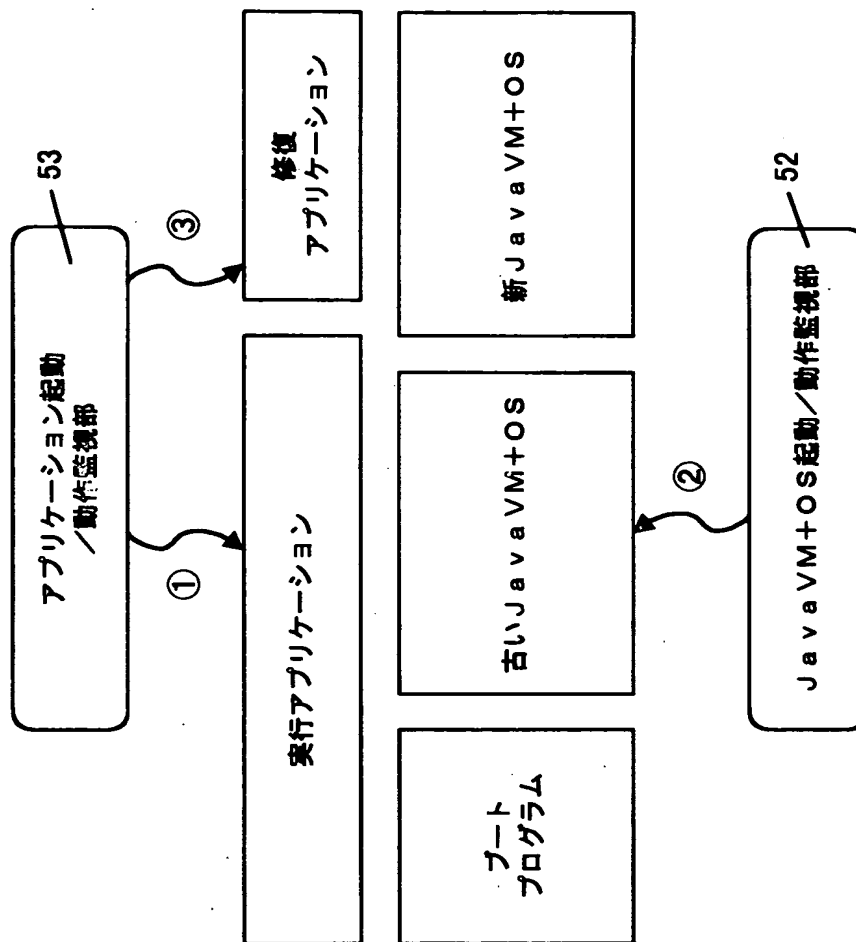 53
アプリケーション起動
／動作監視部
①
③
実行アプリケーション
修復
アプリケーション
ブート
プログラム
古いＪａｖａＶＭ＋ＯＳ
新ＪａｖａＶＭ＋ＯＳ
②
ＪａｖａＶＭ＋ＯＳ起動／動作監視部
52